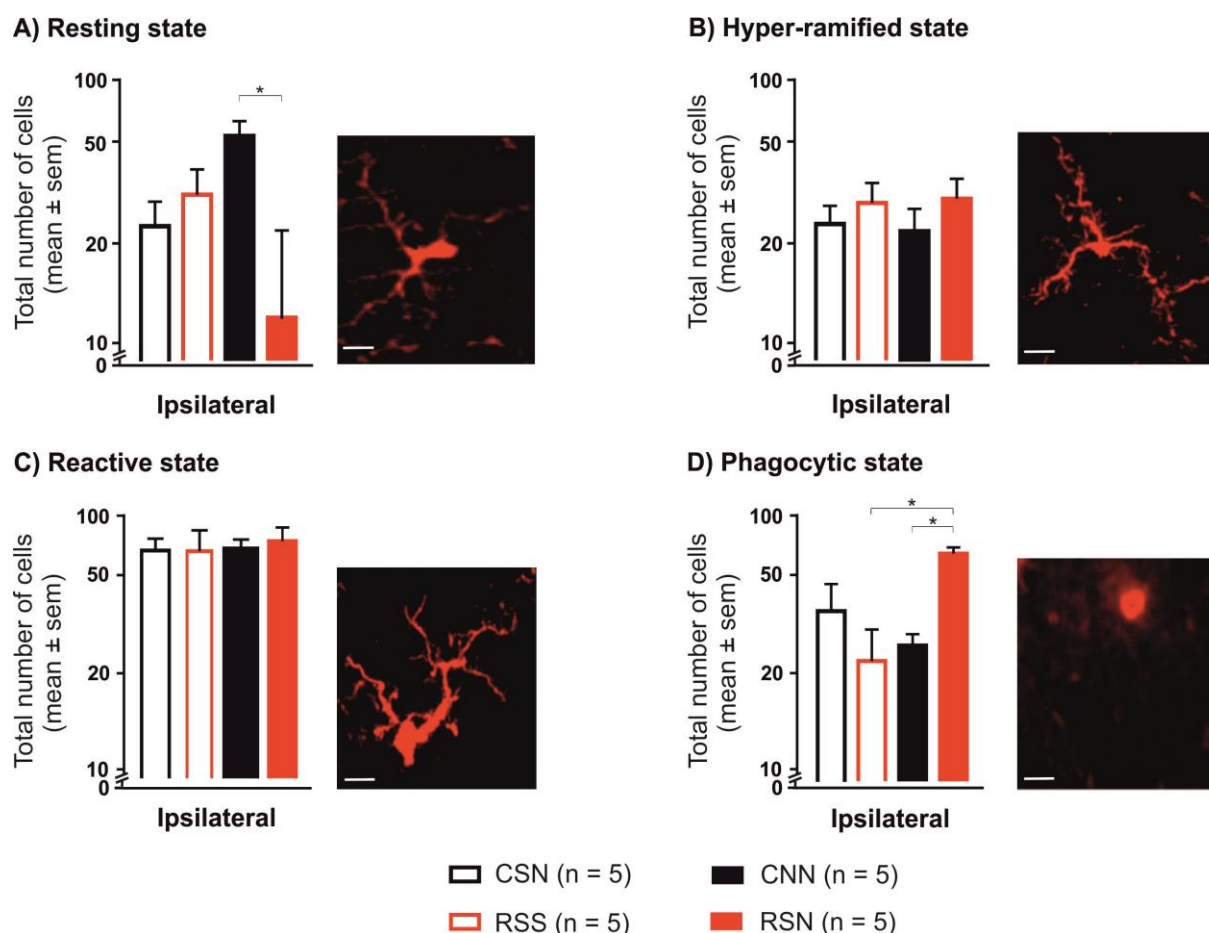 A) Resting state
Total number of cells
(mean ± sem)
100
50
20
10
0
*
Ipsilateral
B) Hyper-ramified state
Total number of cells
(mean ± sem)
100
50
20
10
0
Ipsilateral
C) Reactive state
Total number of cells
(mean ± sem)
100
50
20
10
0
Ipsilateral
D) Phagocytic state
Total number of cells
(mean ± sem)
100
50
20
10
0
*
*
Ipsilateral
CSN (n = 5)
CNN (n = 5)
RSS (n = 5)
RSN (n = 5)